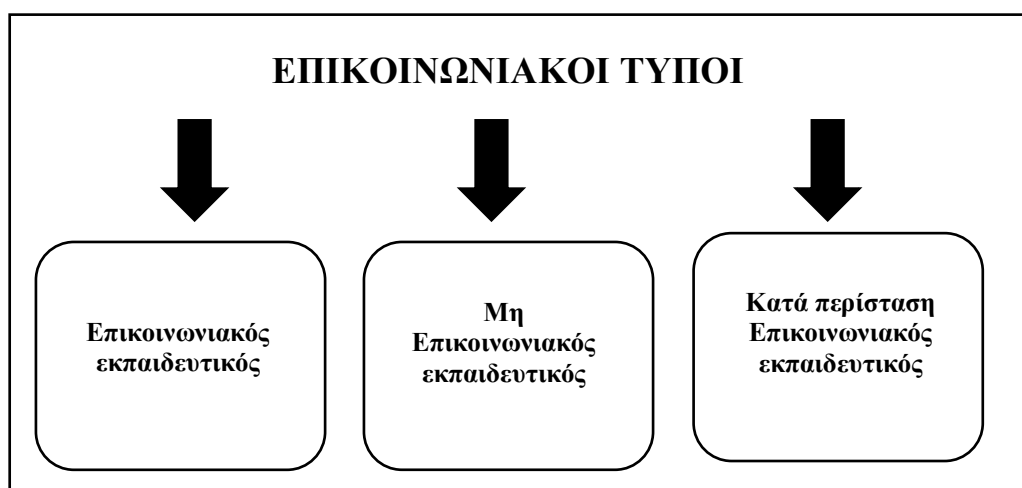 ΕΠΙΚΟΙΝΩΝΙΑΚΟΙ ΤΥΠΟΙ
Επικοινωνιακός
εκπαιδευτικός
Μη
Επικοινωνιακός
εκπαιδευτικός
Κατά περίσταση
Επικοινωνιακός
εκπαιδευτικός